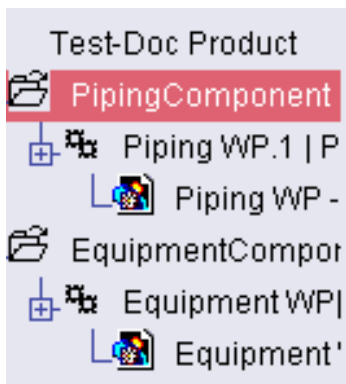 Test-Doc Product
PipingComponent
Piping WP.1 | P
Piping WP -
EquipmentCompor
Equipment WP|
Equipment '